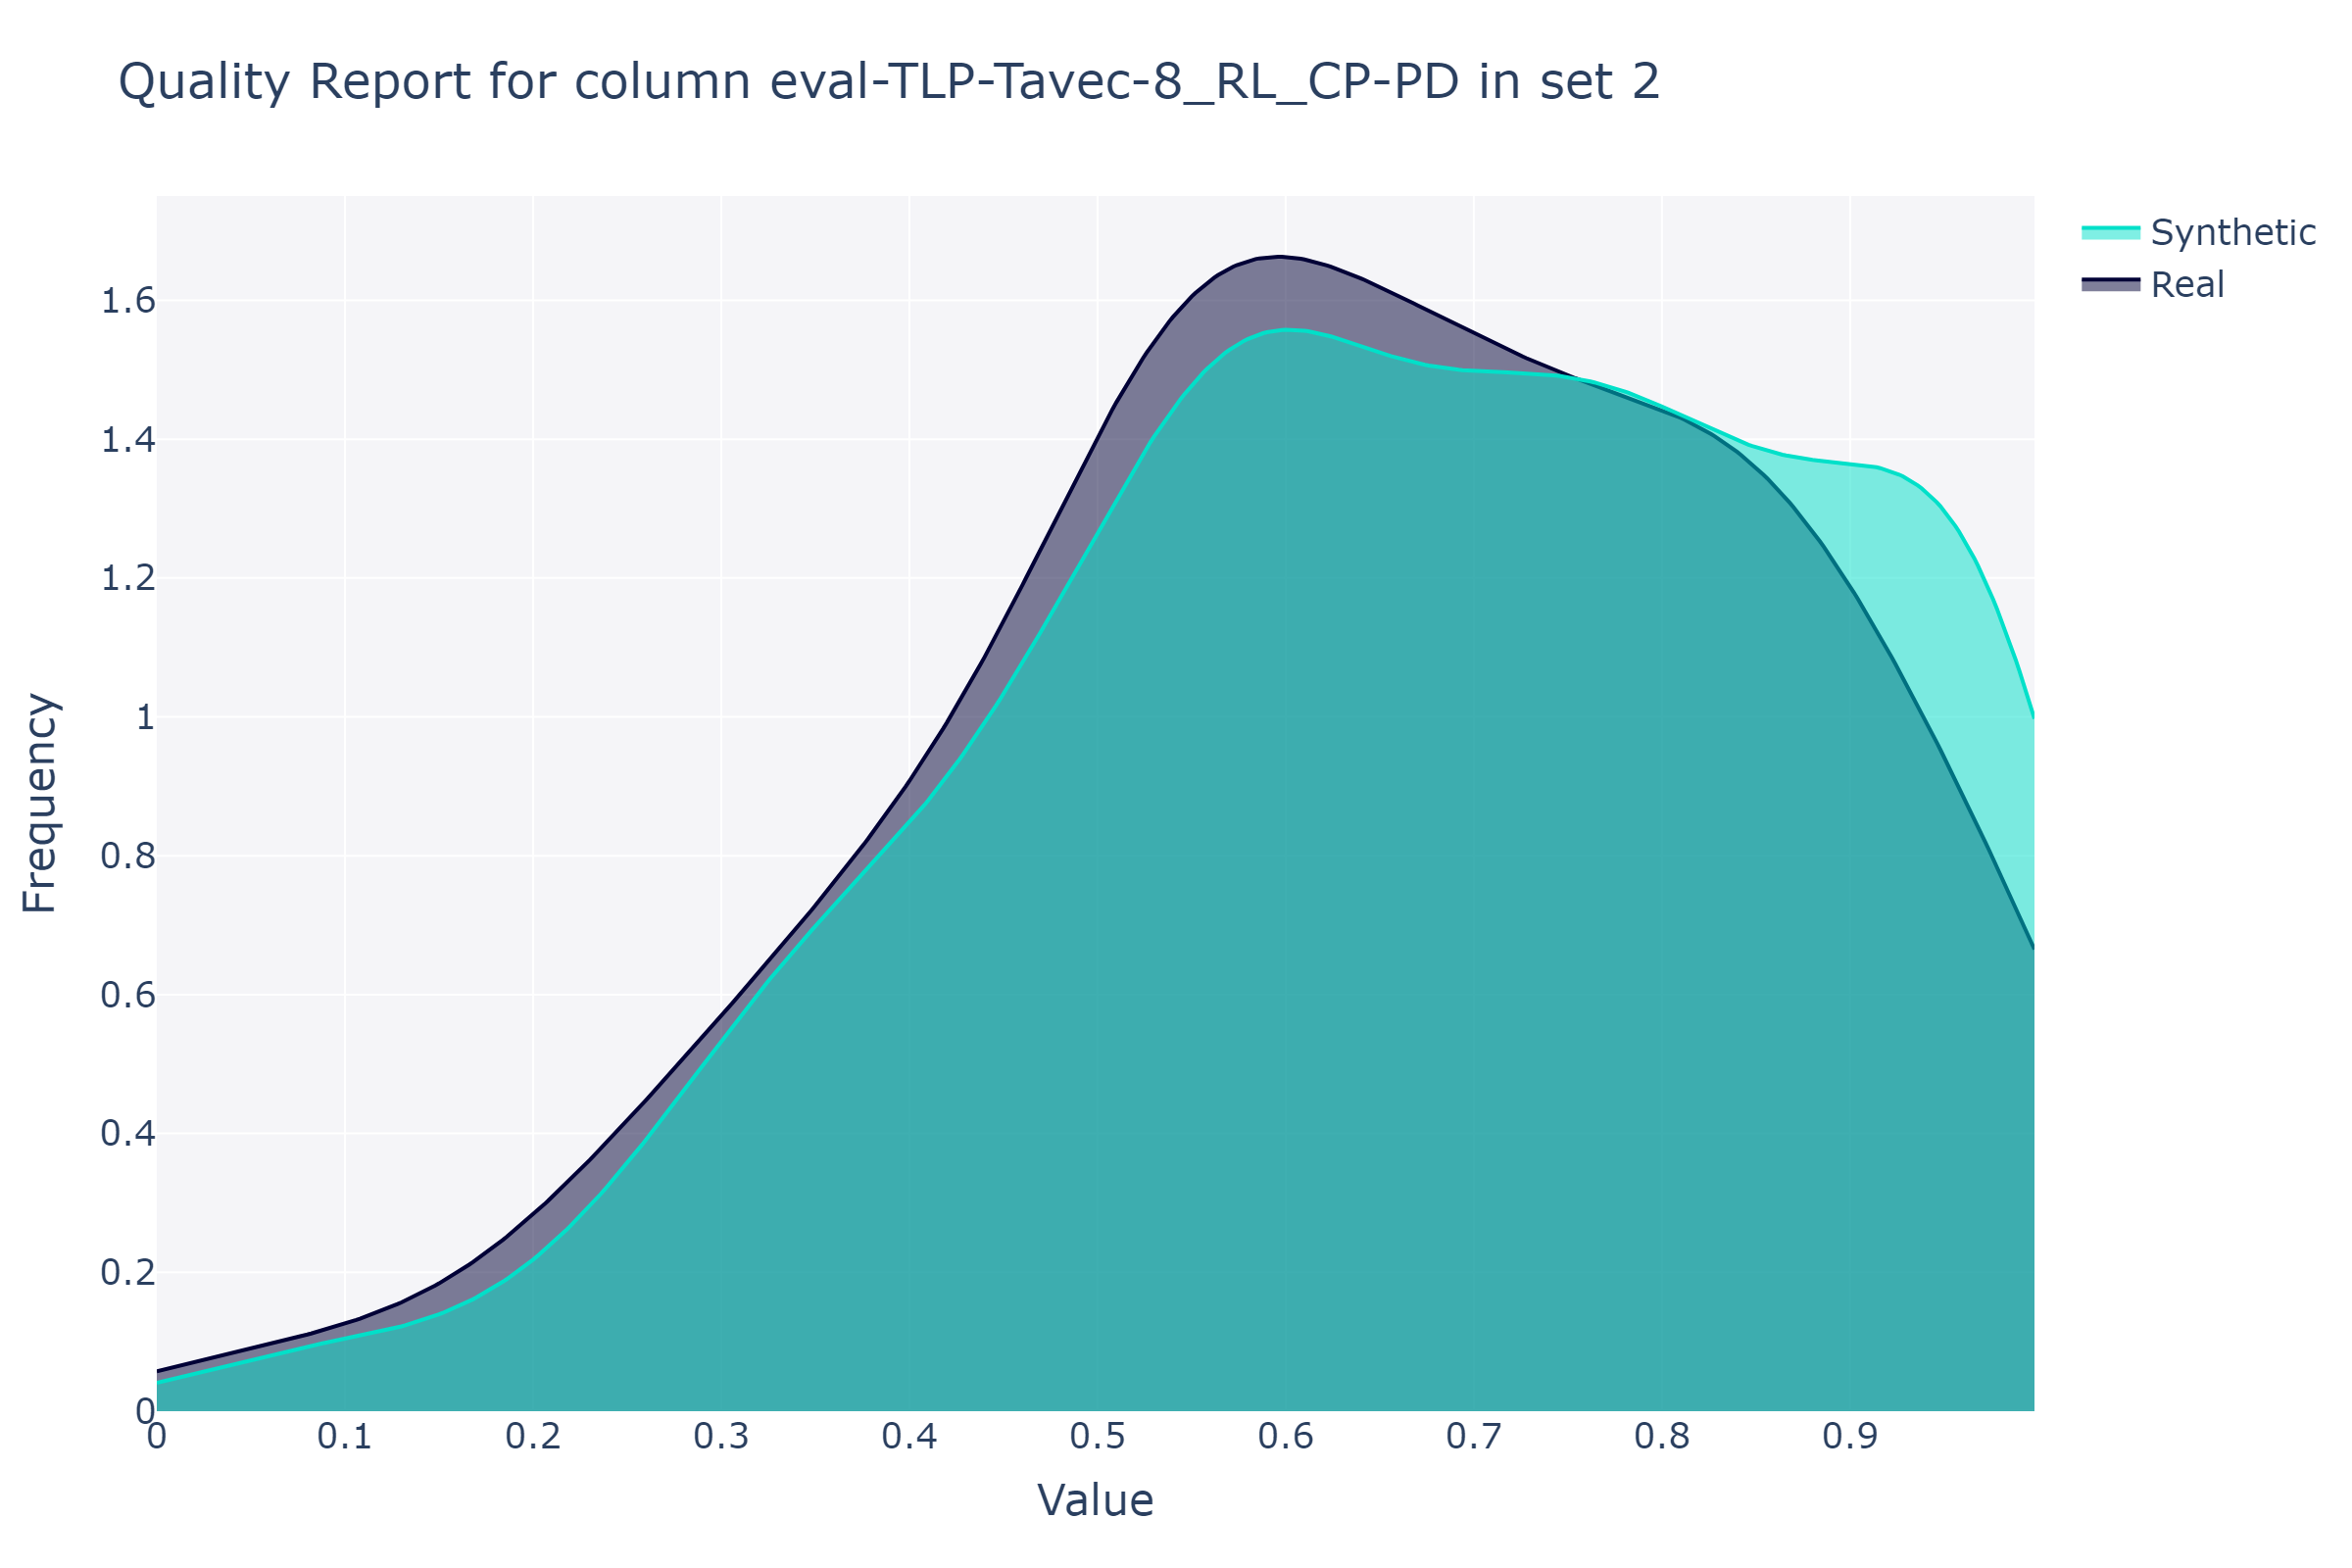 Quality Report for column eval-TLP-Tavec-8_RL_CP-PD in set 2
Synthetic
Real
Frequency
1.6
1.4
1.2
1
0.8
0.6
0.4
0.2
0
0 0.1 0.2 0.3 0.4 0.5 0.6 0.7 0.8 0.9
Value